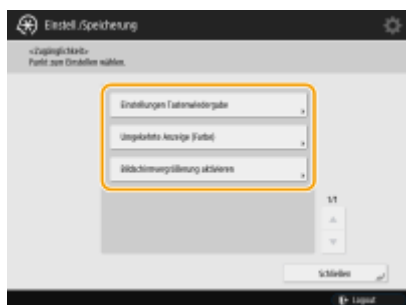 Einstell./Speicherung
<Zugänglichkeit>
Punkt zum Einstellen wählen.
Einstellungen Tastenwiedergabe
Umgekehrte Anzeige (Farbe)
Bildschirmvergrößerung aktivieren
1/1
Schließen
Logout